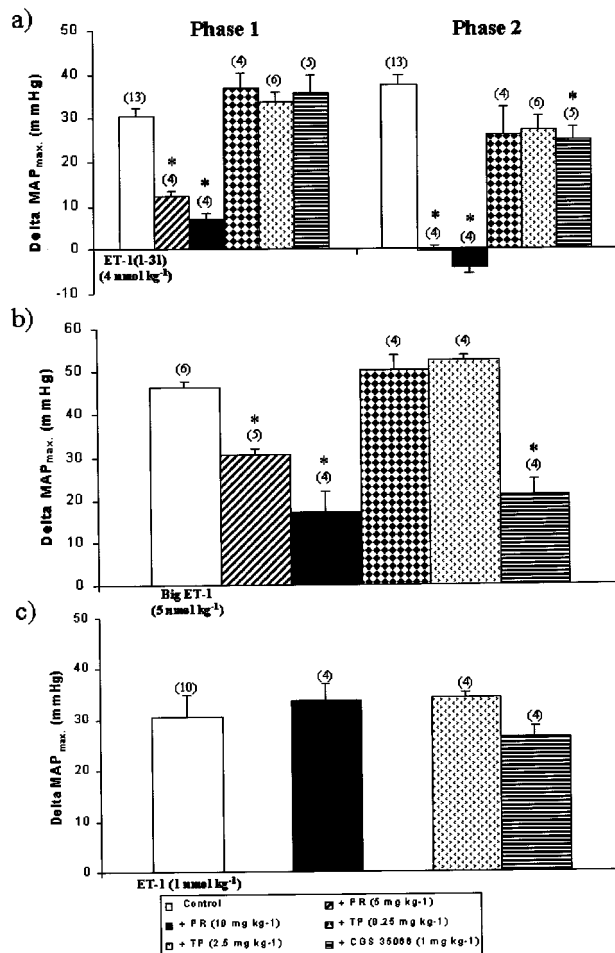 a)
Phase 1
Phase 2
Delta MAP max. (mmHg)
50
40
30
20
10
0
-10
(13)
*
(4)
*
(4)
(4)
(6)
(5)
(13)
*
(4)
*
(4)
(4)
(6)
*
(5)
ET-1(1-31)
(4 nmol kg-1)
b)
Delta MAP max. (mmHg)
60
50
40
30
20
10
0
(6)
*
(5)
*
(4)
(4)
(4)
*
(4)
Big ET-1
(5 nmol kg-1)
c)
Delta MAP max. (mmHg)
50
40
30
20
10
0
(10)
(4)
(4)
(4)
ET-1 (1 nmol kg-1)
Control
+ PR (5 mg kg-1)
+ PR (10 mg kg-1)
+ TP (0.25 mg kg-1)
+ TP (2.5 mg kg-1)
+ CGS 35066 (1 mg kg-1)